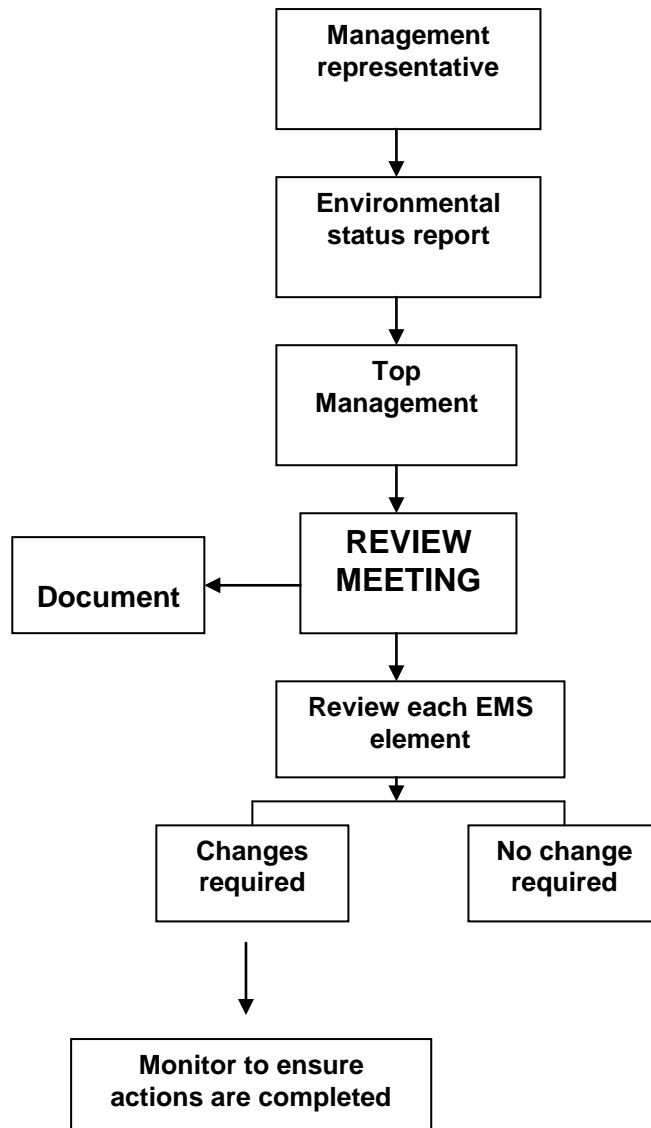 Management
representative
Environmental
status report
Top
Management
REVIEW
MEETING
Document
Review each EMS
element
Changes
required
No change
required
Monitor to ensure
actions are completed